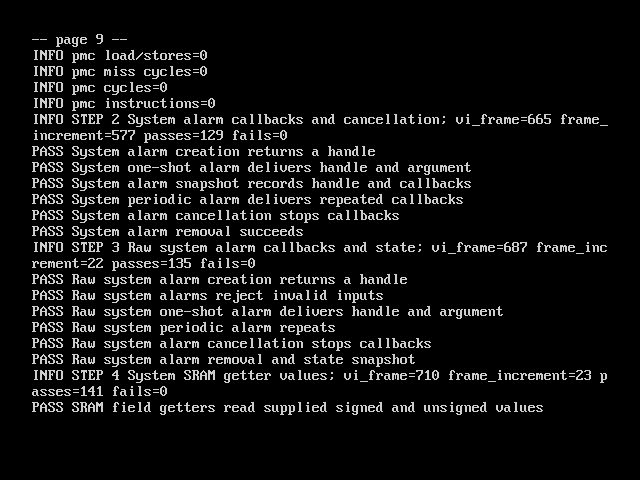 -- page 9 --
INFO pmc load/stores=0
INFO pmc miss cycles=0
INFO pmc cycles=0
INFO pmc instructions=0
INFO STEP 2 System alarm callbacks and cancellation; vi_frame=665 frame_
increment=577 passes=129 fails=0
PASS System alarm creation returns a handle
PASS System one-shot alarm delivers handle and argument
PASS System alarm snapshot records handle and callbacks
PASS System periodic alarm delivers repeated callbacks
PASS System alarm cancellation stops callbacks
PASS System alarm removal succeeds
INFO STEP 3 Raw system alarm callbacks and state; vi_frame=687 frame_inc
rement=22 passes=135 fails=0
PASS Raw system alarm creation returns a handle
PASS Raw system alarms reject invalid inputs
PASS Raw system one-shot alarm delivers handle and argument
PASS Raw system periodic alarm repeats
PASS Raw system alarm cancellation stops callbacks
PASS Raw system alarm removal and state snapshot
INFO STEP 4 System SRAM getter values; vi_frame=710 frame_increment=23 p
asses=141 fails=0
PASS SRAM field getters read supplied signed and unsigned values